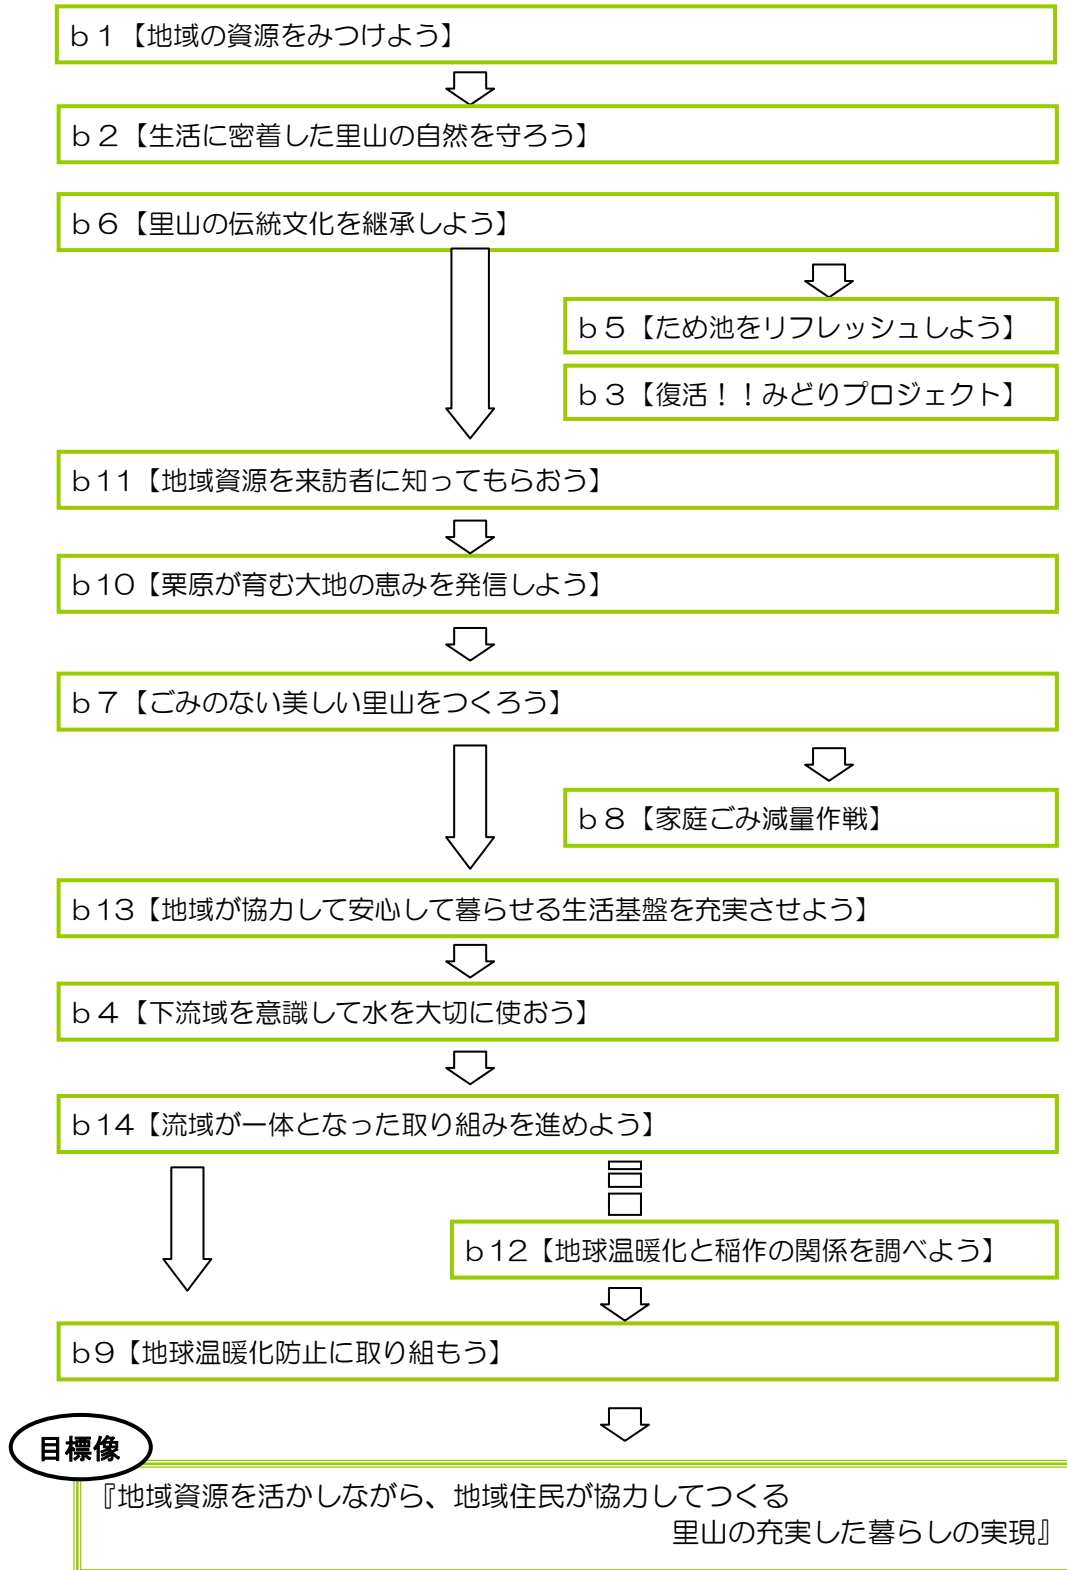 ｂ１【地域の資源をみつけよう】
ｂ２【生活に密着した里山の自然を守ろう】
ｂ６【里山の伝統文化を継承しよう】
ｂ５【ため池をリフレッシュしよう】
ｂ３【復活！！みどりプロジェクト】
ｂ11【地域資源を来訪者に知ってもらおう】
ｂ10【栗原が育む大地の恵みを発信しよう】
ｂ７【ごみのない美しい里山をつくろう】
ｂ８【家庭ごみ減量作戦】
ｂ13【地域が協力して安心して暮らせる生活基盤を充実させよう】
ｂ４【下流域を意識して水を大切に使おう】
ｂ14【流域が一体となった取り組みを進めよう】
ｂ12【地球温暖化と稲作の関係を調べよう】
ｂ9【地球温暖化防止に取り組もう】
目標像
『地域資源を活かしながら、地域住民が協力してつくる
里山の充実した暮らしの実現』